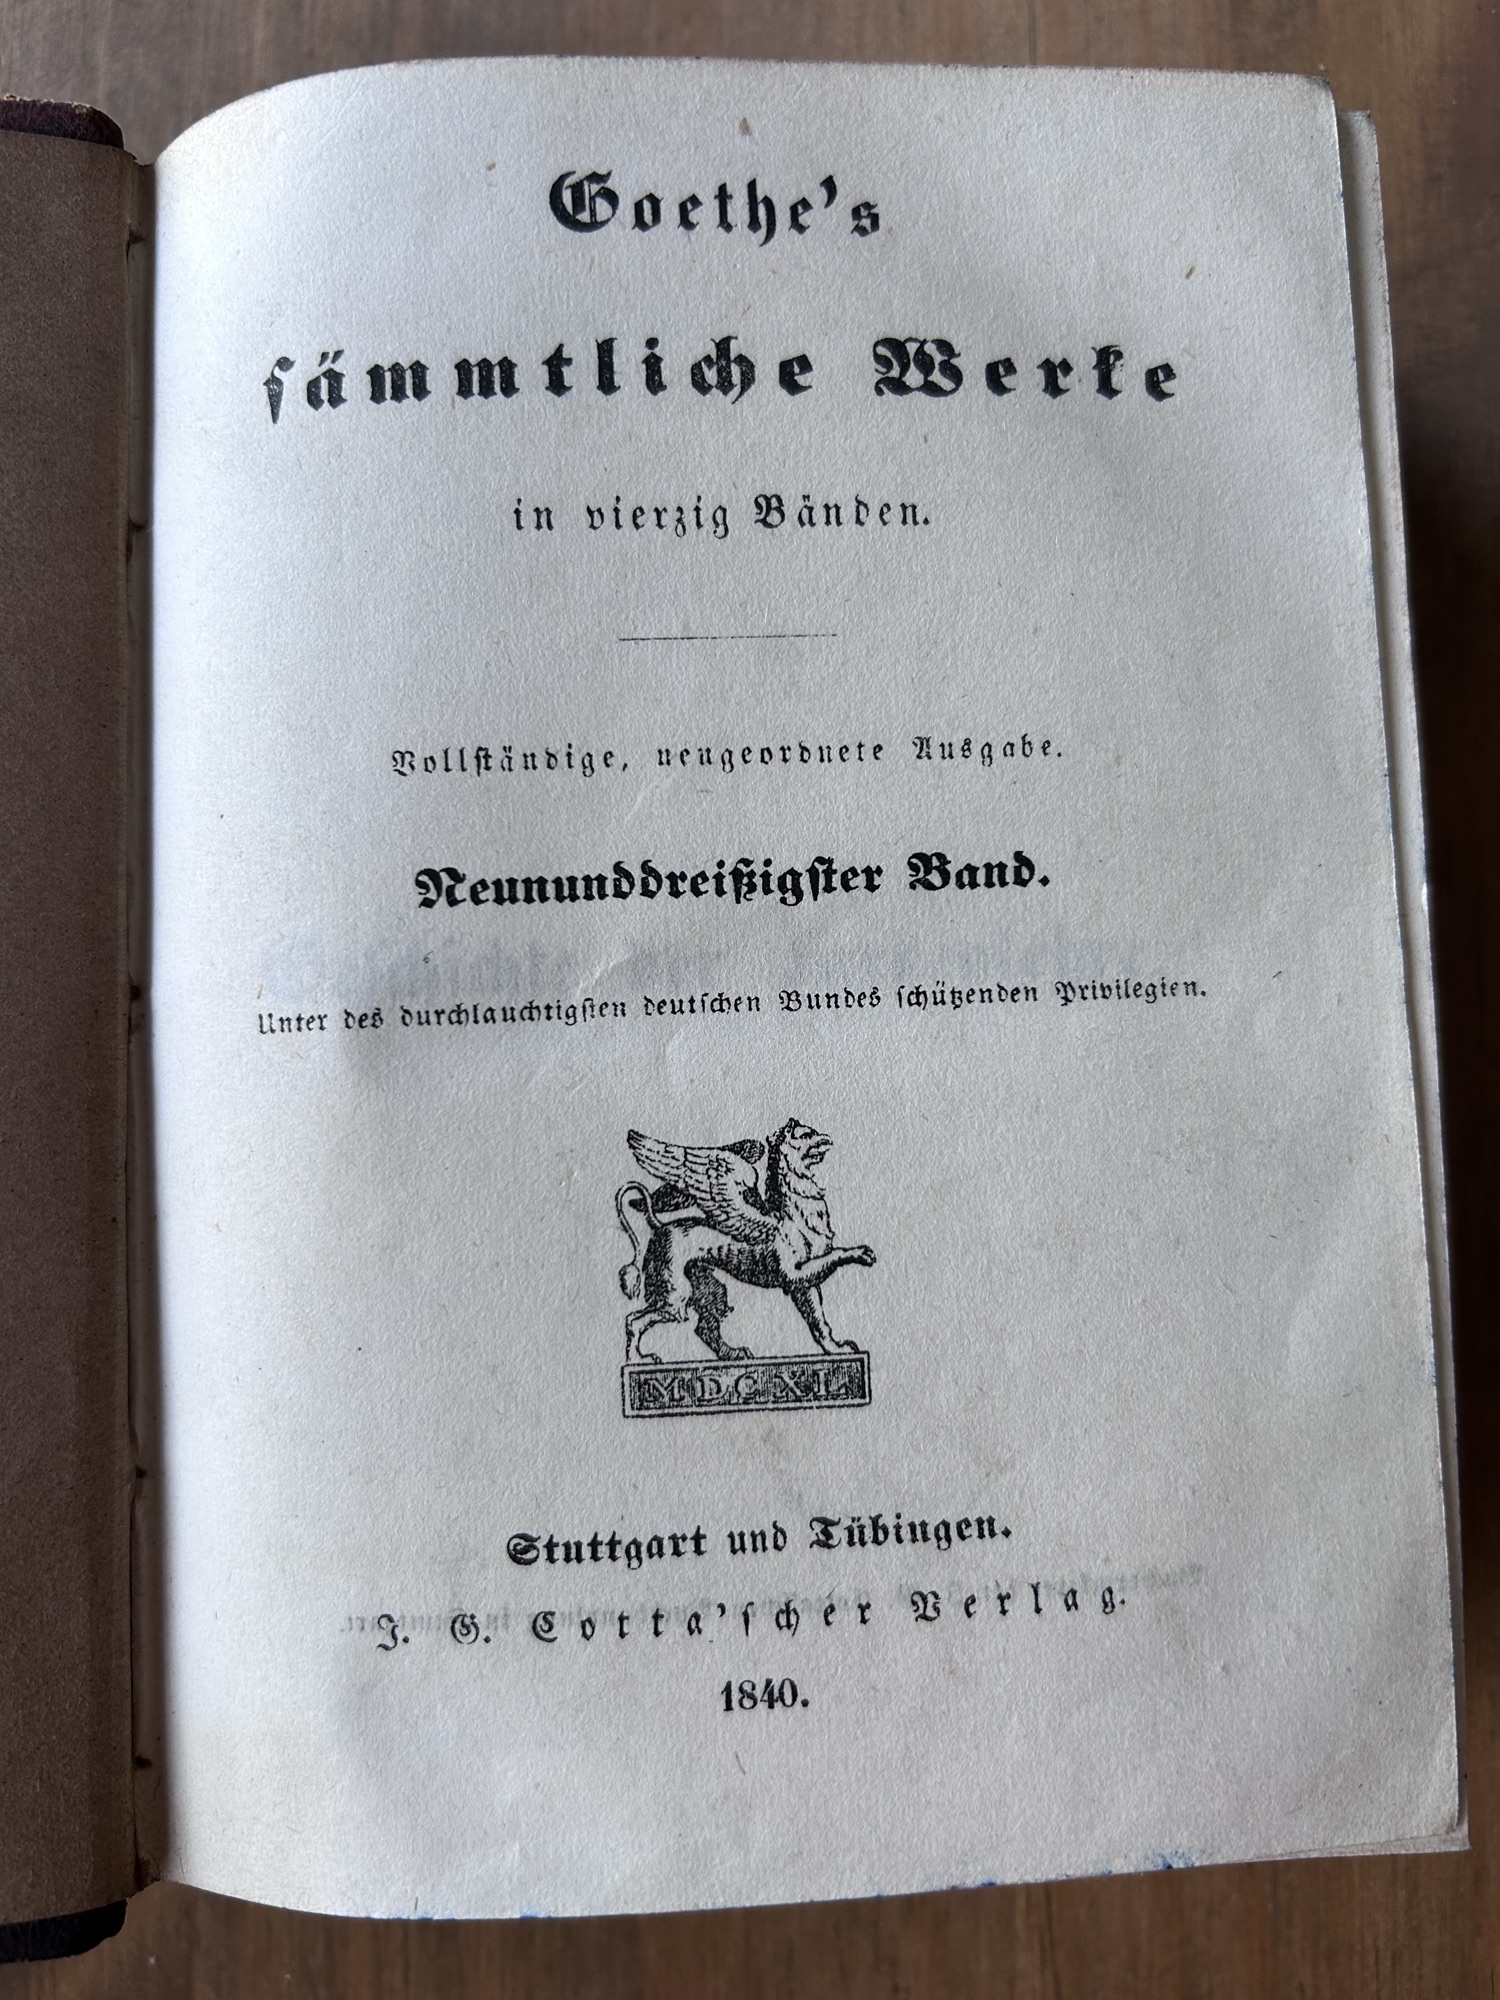 Goethe's
sämmtliche Werke
in vierzig Bänden.
Vollständige, neugeordnete Ausgabe.
Neununddreißigster Band.
Unter des durchlauchtigsten deutschen Bundes schützenden Privilegien.
MDCXL
Stuttgart und Tübingen.
J. G. Cotta'scher Verlag.
1840.